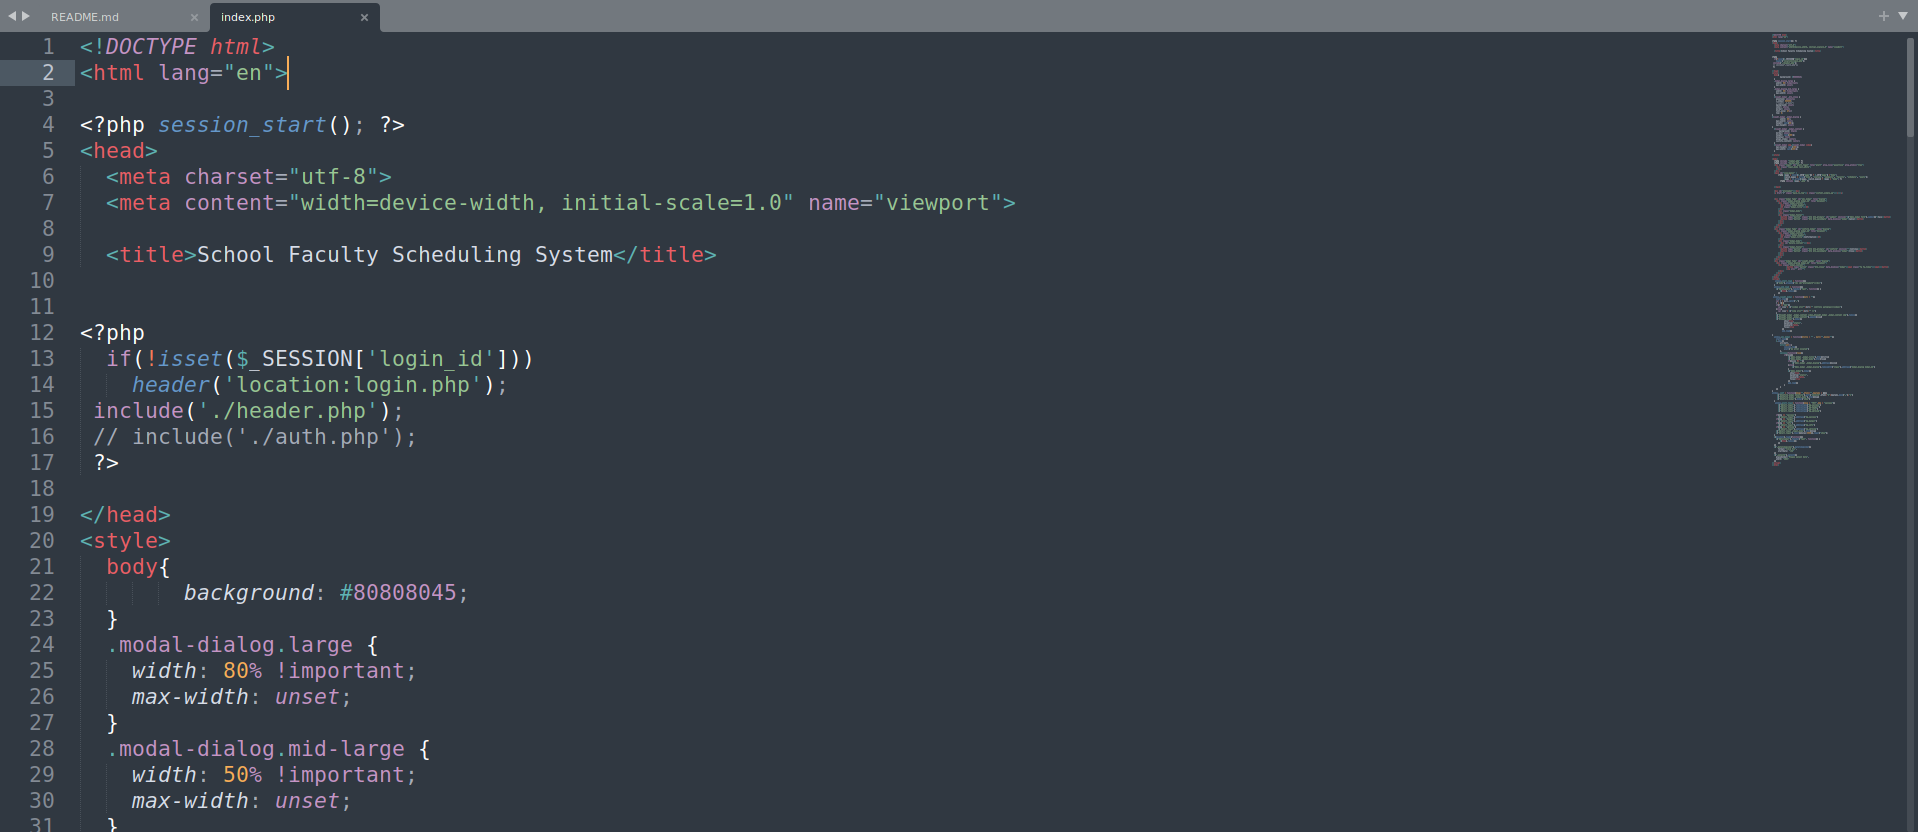 README.md × index.php ×
1 <!DOCTYPE html>
2 <html lang="en">
3
4 <?php session_start(); ?>
5 <head>
6   <meta charset="utf-8">
7   <meta content="width=device-width, initial-scale=1.0" name="viewport">
8
9   <title>School Faculty Scheduling System</title>
10
11
12 <?php
13   if(!isset($_SESSION['login_id']))
14     header('location:login.php');
15  include('./header.php');
16  // include('./auth.php');
17  ?>
18
19 </head>
20 <style>
21   body{
22         background: #80808045;
23   }
24   .modal-dialog.large {
25     width: 80% !important;
26     max-width: unset;
27   }
28   .modal-dialog.mid-large {
29     width: 50% !important;
30     max-width: unset;
31   }